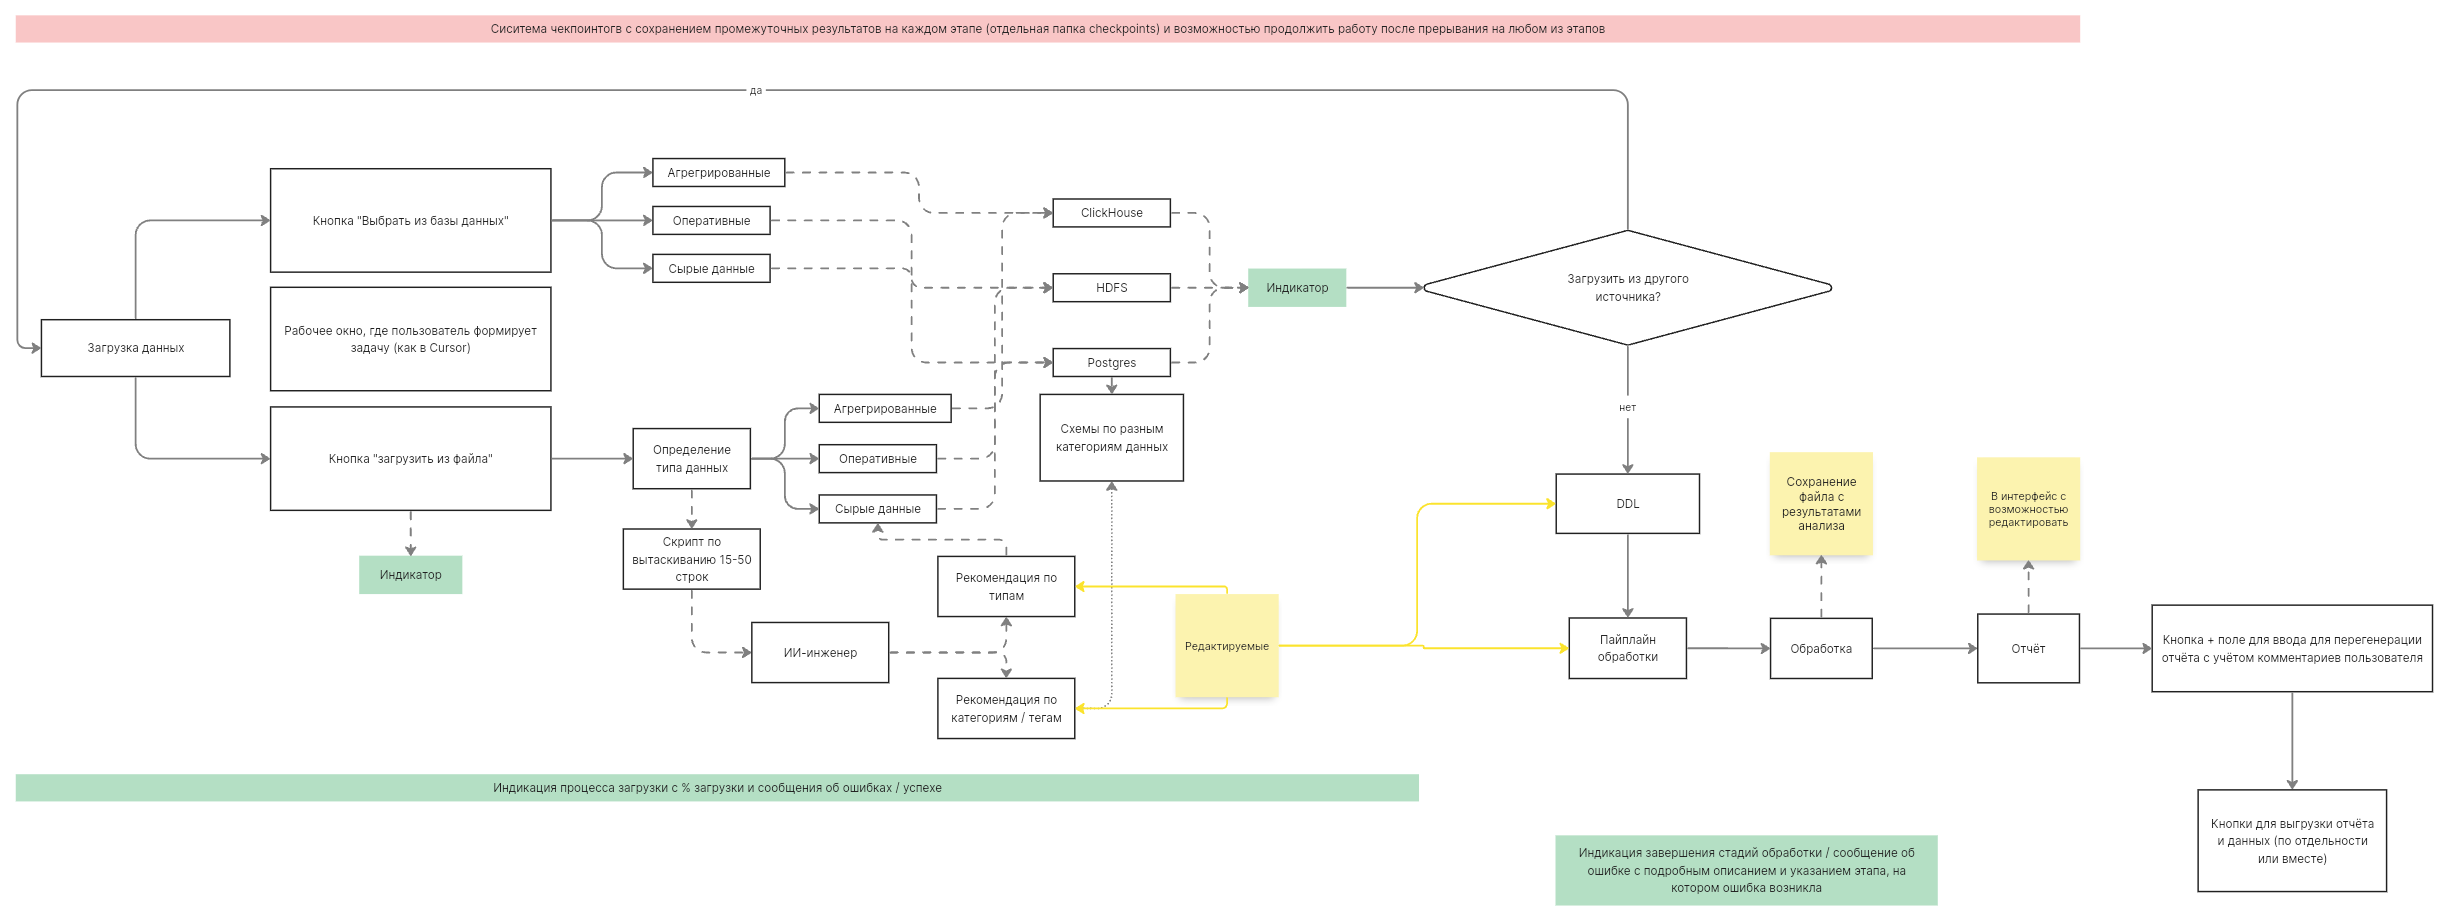 Сиситема чекпоинтогв с сохранением промежуточных результатов на каждом этапе (отдельная папка checkpoints) и возможностью продолжить работу после прерывания на любом из этапов
да
Агрегрированные
Кнопка "Выбрать из базы данных"
Оперативные
Сырые данные
ClickHouse
HDFS
Postgres
Индикатор
Загрузить из другого
источника?
Рабочее окно, где пользователь формирует
задачу (как в Cursor)
Загрузка данных
нет
Кнопка "загрузить из файла"
Определение
типа данных
Агрегрированные
Оперативные
Сырые данные
Схемы по разным
категориям данных
Индикатор
Скрипт по
вытаскиванию 15-50
строк
ИИ-инженер
Рекомендация по
типам
Рекомендация по
категориям / тегам
Редактируемые
DDL
Пайплайн
обработки
Сохранение
файла с
результатами
анализа
Обработка
В интерфейс с
возможностью
редактировать
Отчёт
Кнопка + поле для ввода для перегенерации
отчёта с учётом комментариев пользователя
Индикация процесса загрузки с % загрузки и сообщения об ошибках / успехе
Индикация завершения стадий обработки / сообщение об
ошибке с подробным описанием и указанием этапа, на
котором ошибка возникла
Кнопки для выгрузки отчёта
и данных (по отдельности
или вместе)